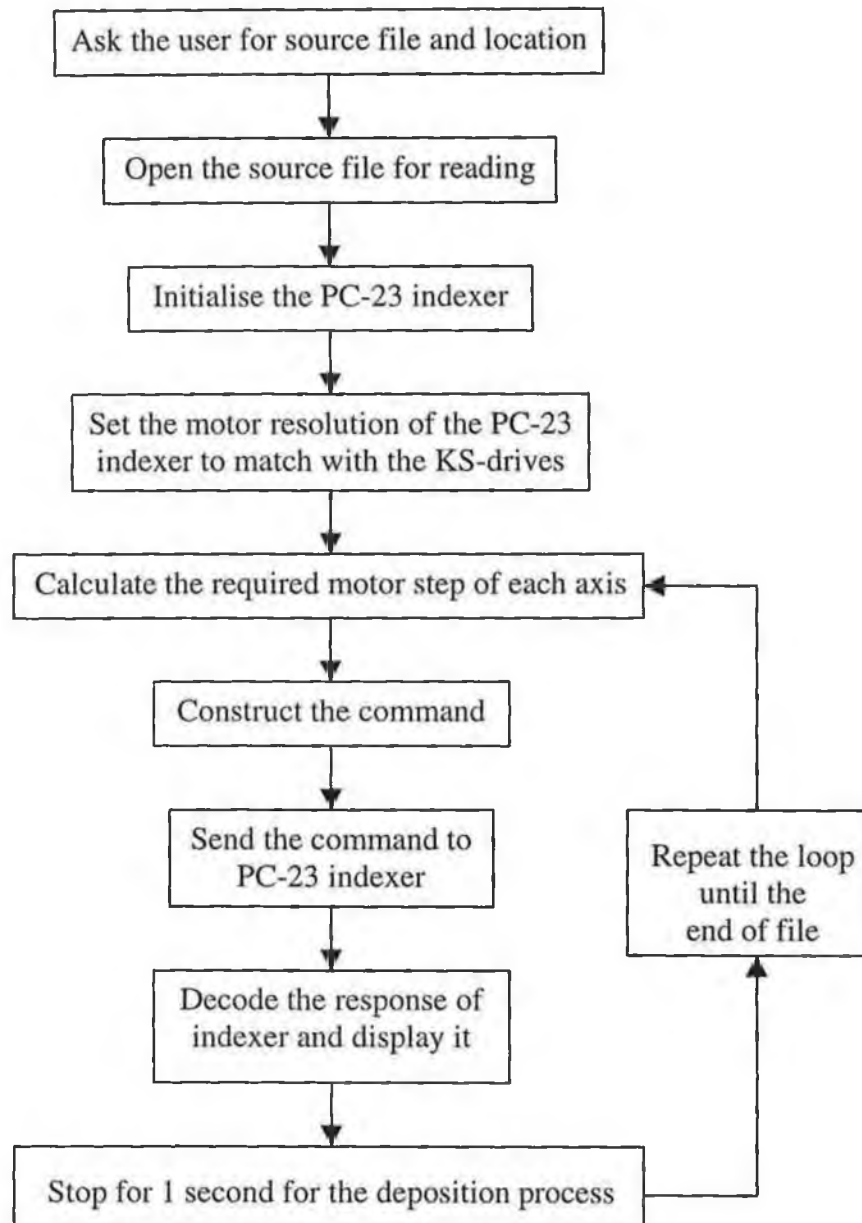 Ask the user for source file and location
Open the source file for reading
Initialise the PC-23 indexer
Set the motor resolution of the PC-23
indexer to match with the KS-drives
Calculate the required motor step of each axis
Construct the command
Send the command to
PC-23 indexer
Decode the response of
indexer and display it
Stop for 1 second for the deposition process
Repeat the loop
until the
end of file